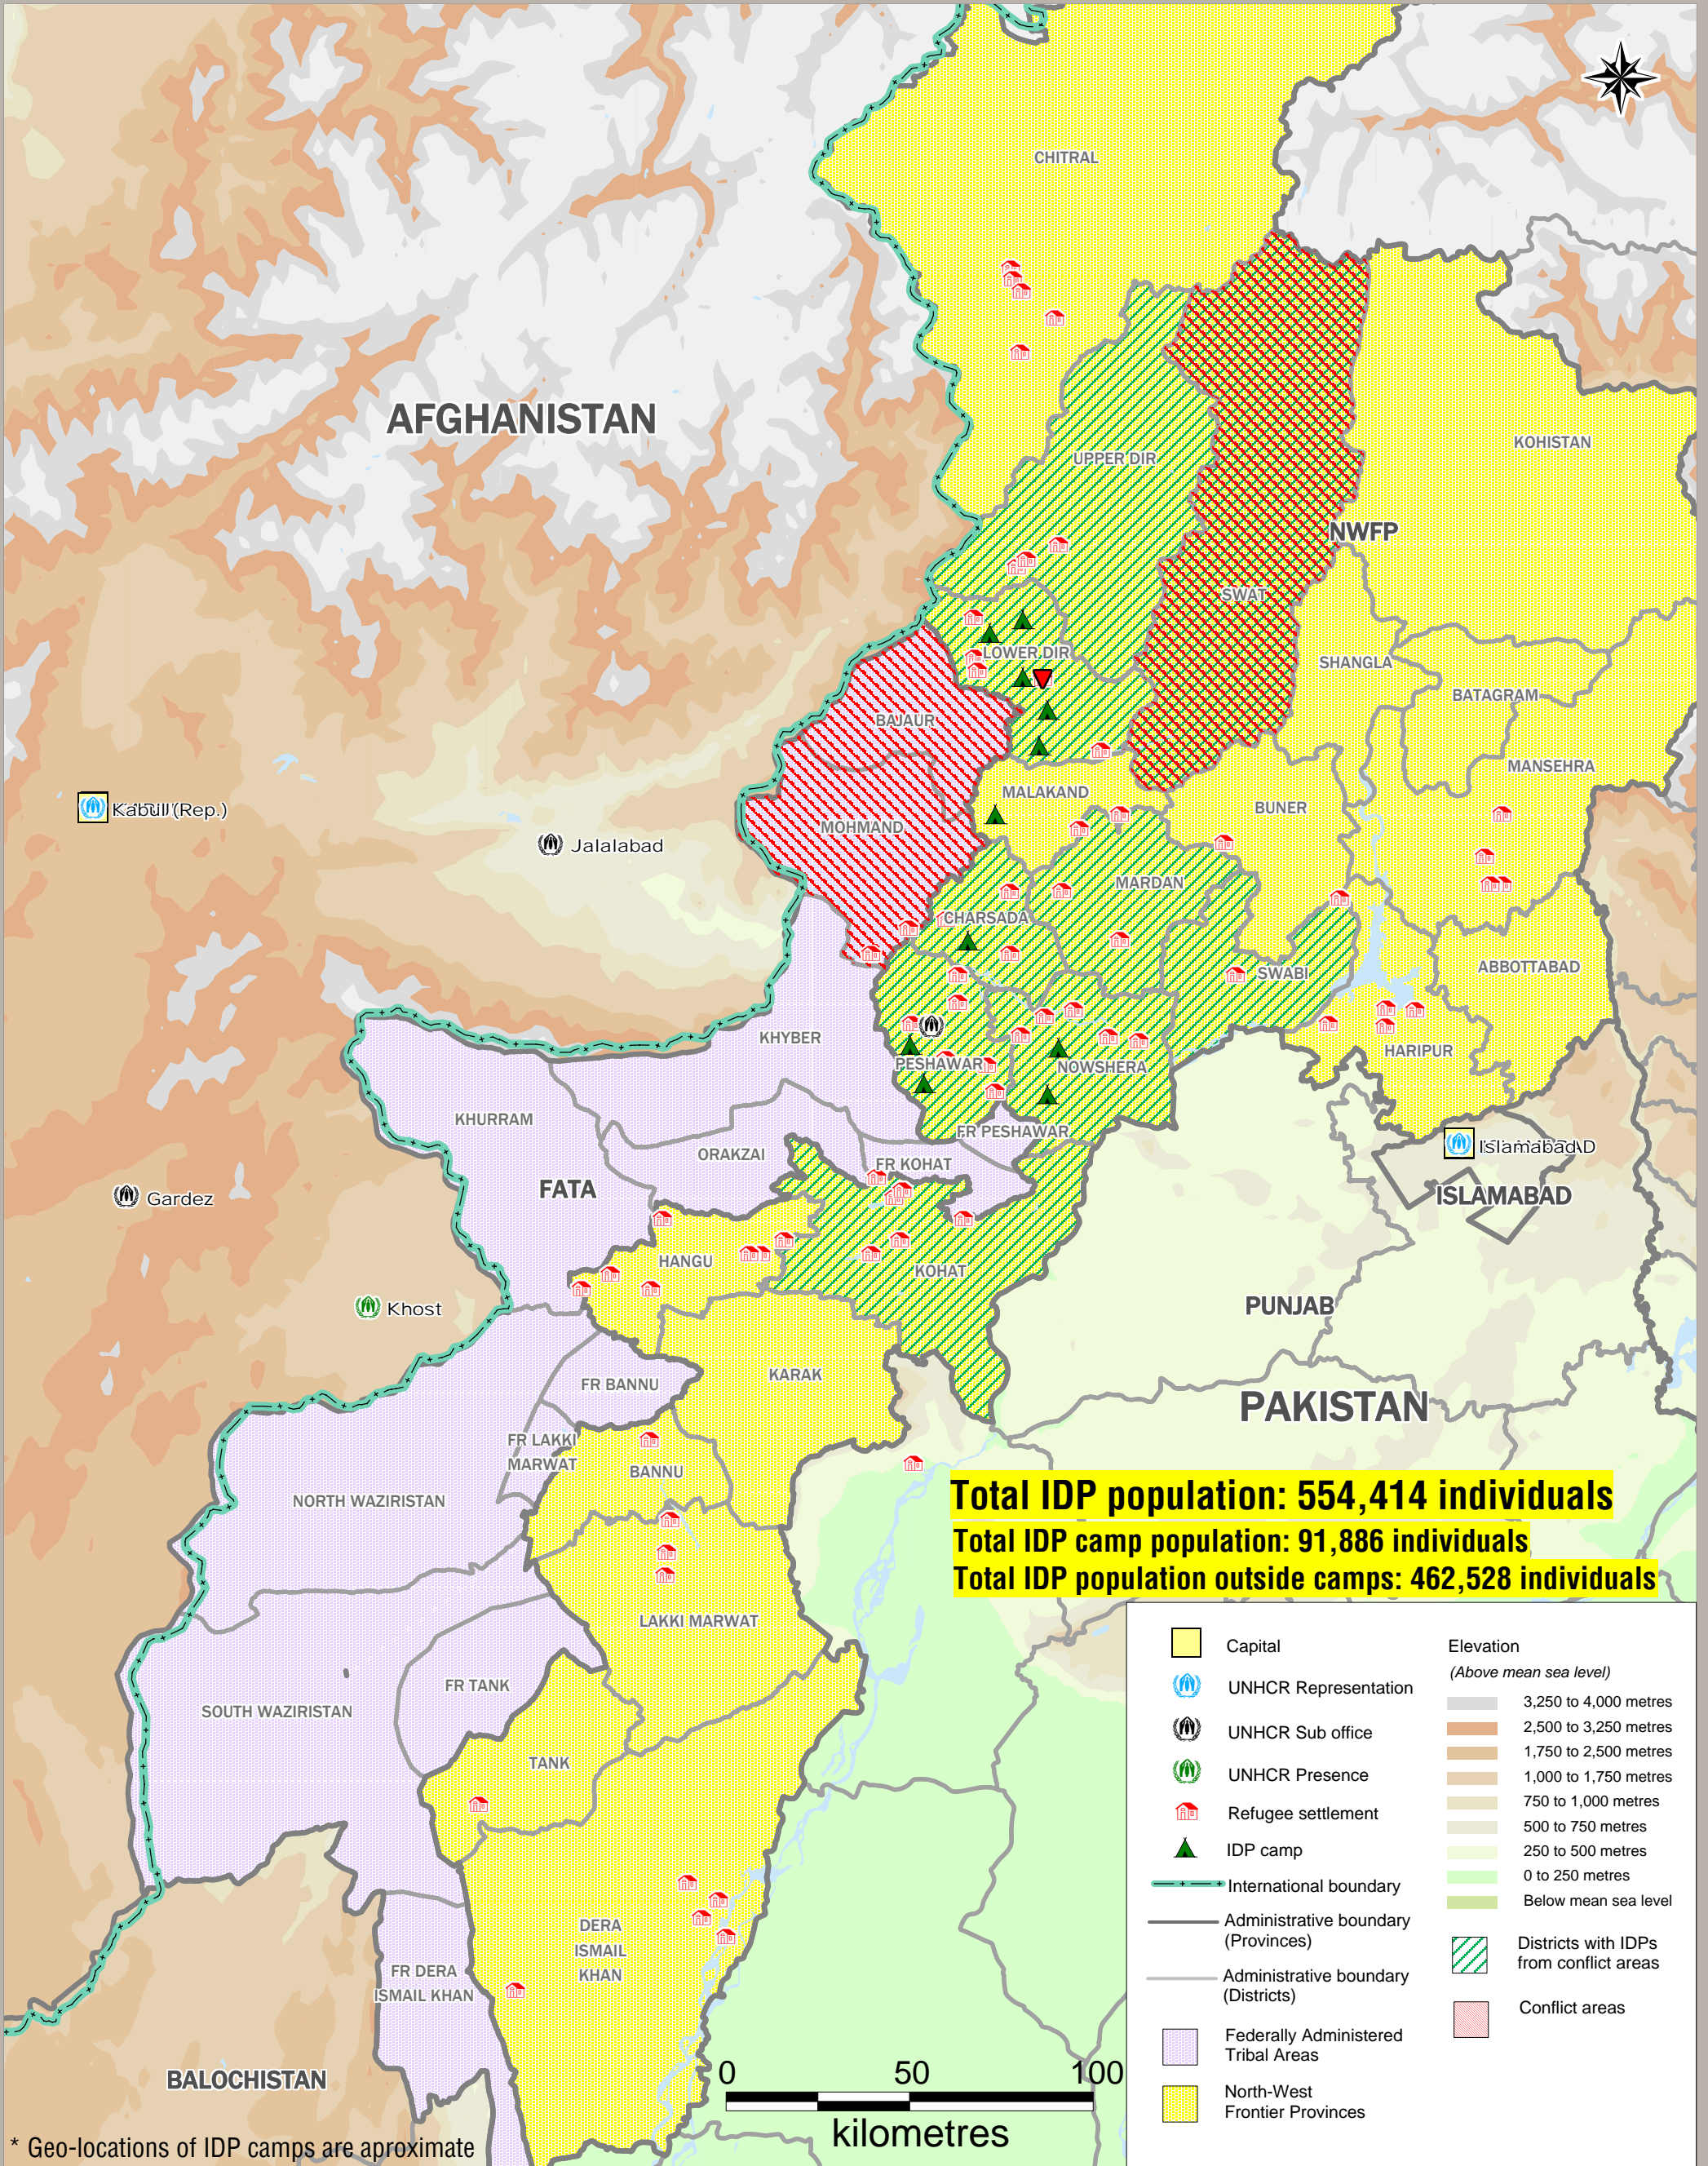 CHITRAL
AFGHANISTAN
KOHISTAN
UPPER DIR
NWFP
SWAT
LOWER DIR
SHANGLA
BATAGRAM
BAJAUR
MANSEHRA
MALAKAND
BUNER
(Rep.)
Jalalabad
MOHMAND
MARDAN
CHARSADA
SWABI
ABBOTTABAD
KHYBER
PESHAWAR
NOWSHERA
HARIPUR
KHURRAM
FR PESHAWAR
ORAKZAI
FR KOHAT
Islamabad
FATA
Gardez
ISLAMABAD
HANGU
KOHAT
Khost
PUNJAB
KARAK
FR BANNU
PAKISTAN
FR LAKKI
MARWAT
BANNU
NORTH WAZIRISTAN
Total IDP population: 554,414 individuals
Total IDP camp population: 91,886 individuals
Total IDP population outside camps: 462,528 individuals
LAKKI MARWAT
FR TANK
SOUTH WAZIRISTAN
TANK
DERA
ISMAIL
KHAN
FR DERA
ISMAIL KHAN
BALOCHISTAN
0 50 100
kilometres
* Geo-locations of IDP camps are aproximate
Capital
UNHCR Representation
UNHCR Sub office
UNHCR Presence
Refugee settlement
IDP camp
International boundary
Administrative boundary
(Provinces)
Administrative boundary
(Districts)
Federally Administered
Tribal Areas
North-West
Frontier Provinces
Elevation
(Above mean sea level)
3,250 to 4,000 metres
2,500 to 3,250 metres
1,750 to 2,500 metres
1,000 to 1,750 metres
750 to 1,000 metres
500 to 750 metres
250 to 500 metres
0 to 250 metres
Below mean sea level
Districts with IDPs
from conflict areas
Conflict areas